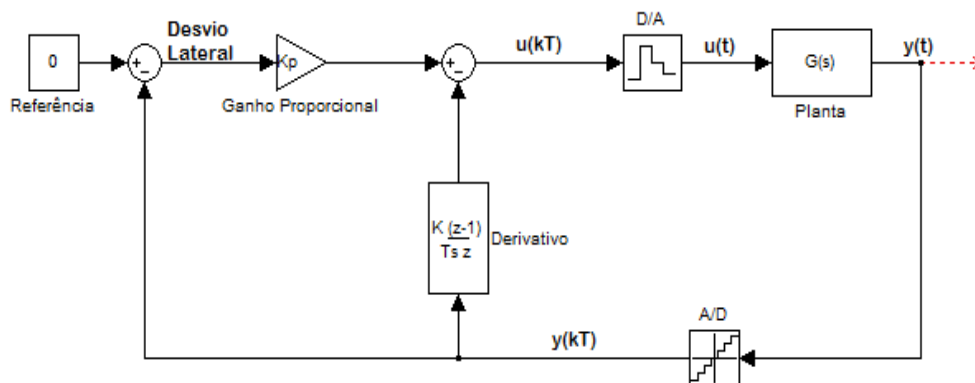 D/A
Desvio
Lateral
u(kT)
u(t)
y(t)
0
+
-
Kp
+
-
G(s)
Referência
Ganho Proporcional
Planta
K (z-1)
Ts z
Derivativo
A/D
y(kT)